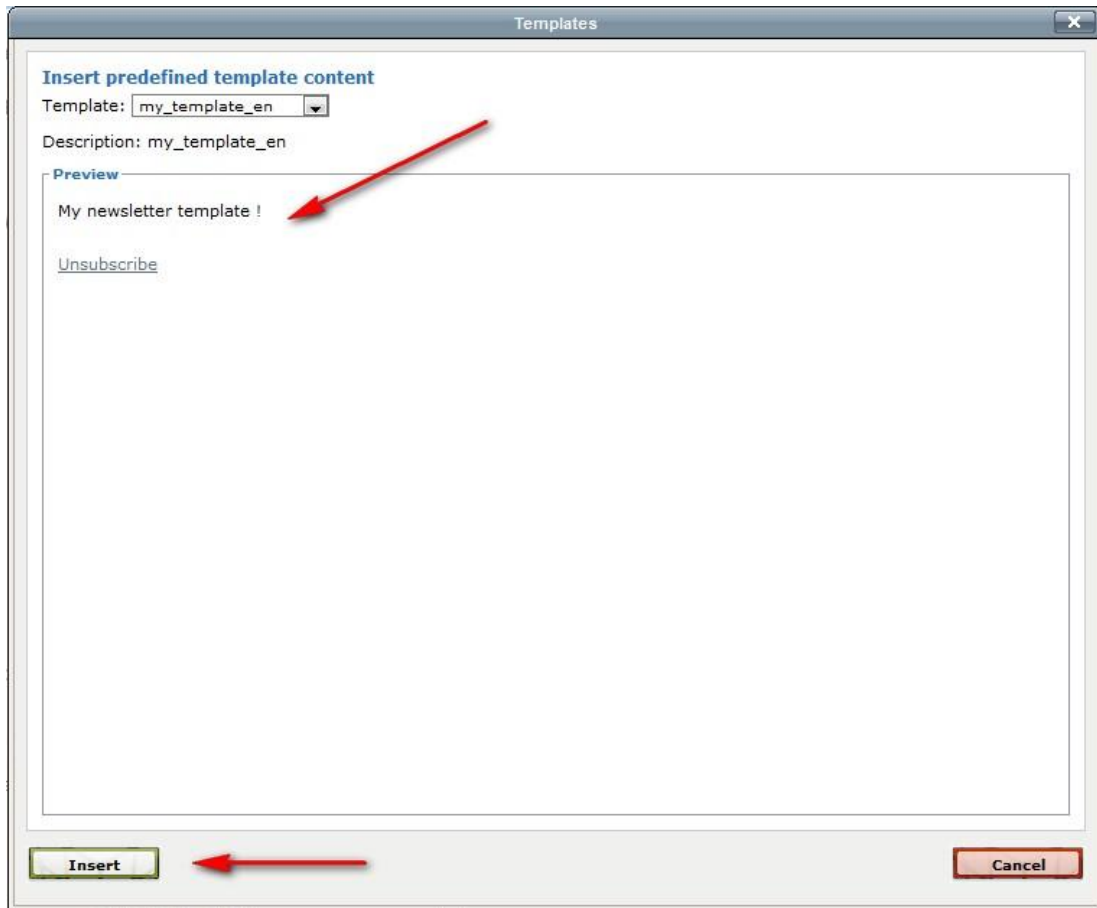 Templates
Insert predefined template content
Template: my_template_en
Description: my_template_en
Preview
My newsletter template !
Unsubscribe
Insert
Cancel